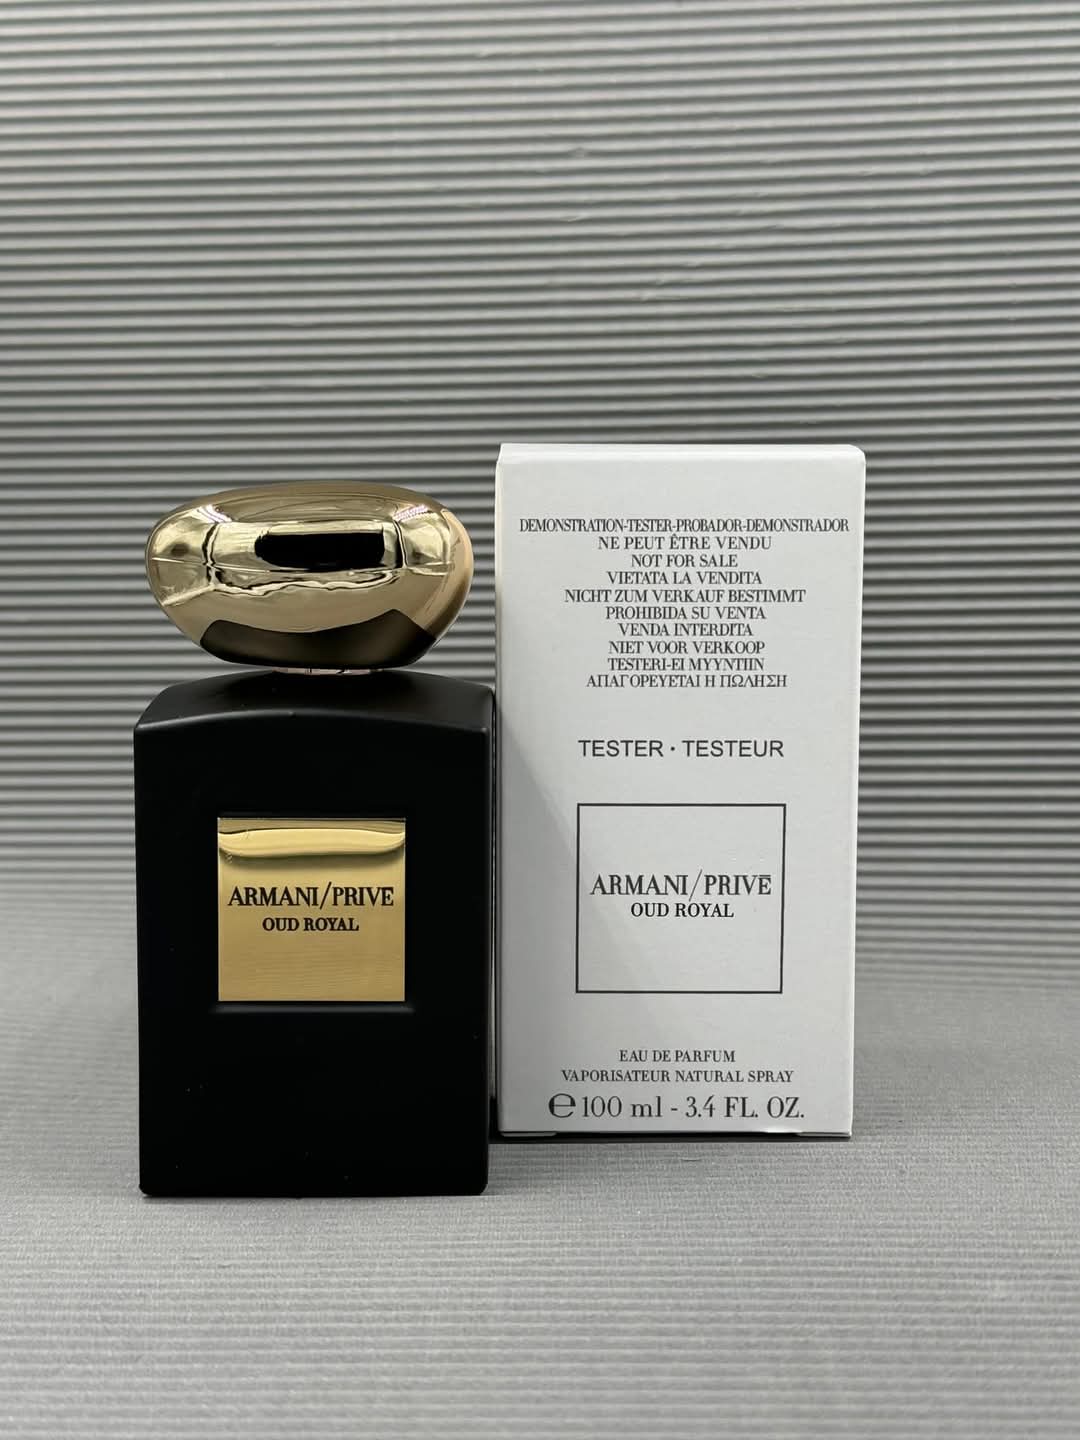 ARMANI/PRIVE
OUD ROYAL
DEMONSTRATION-TESTER-PROBADOR-DEMONSTRADOR
NE PEUT ÊTRE VENDU
NOT FOR SALE
VIETATA LA VENDITA
NICHT ZUM VERKAUF BESTIMMT
PROHIBIDA SU VENTA
VENDA INTERDITA
NIET VOOR VERKOOP
TESTERI-EI MYYNTIIN
ΑΠΑΓΟΡΕΥΕΤΑΙ Η ΠΩΛΗΣΗ
TESTER · TESTEUR
ARMANI/PRIVĒ
OUD ROYAL
EAU DE PARFUM
VAPORISATEUR NATURAL SPRAY
℮100 ml - 3.4 FL. OZ.